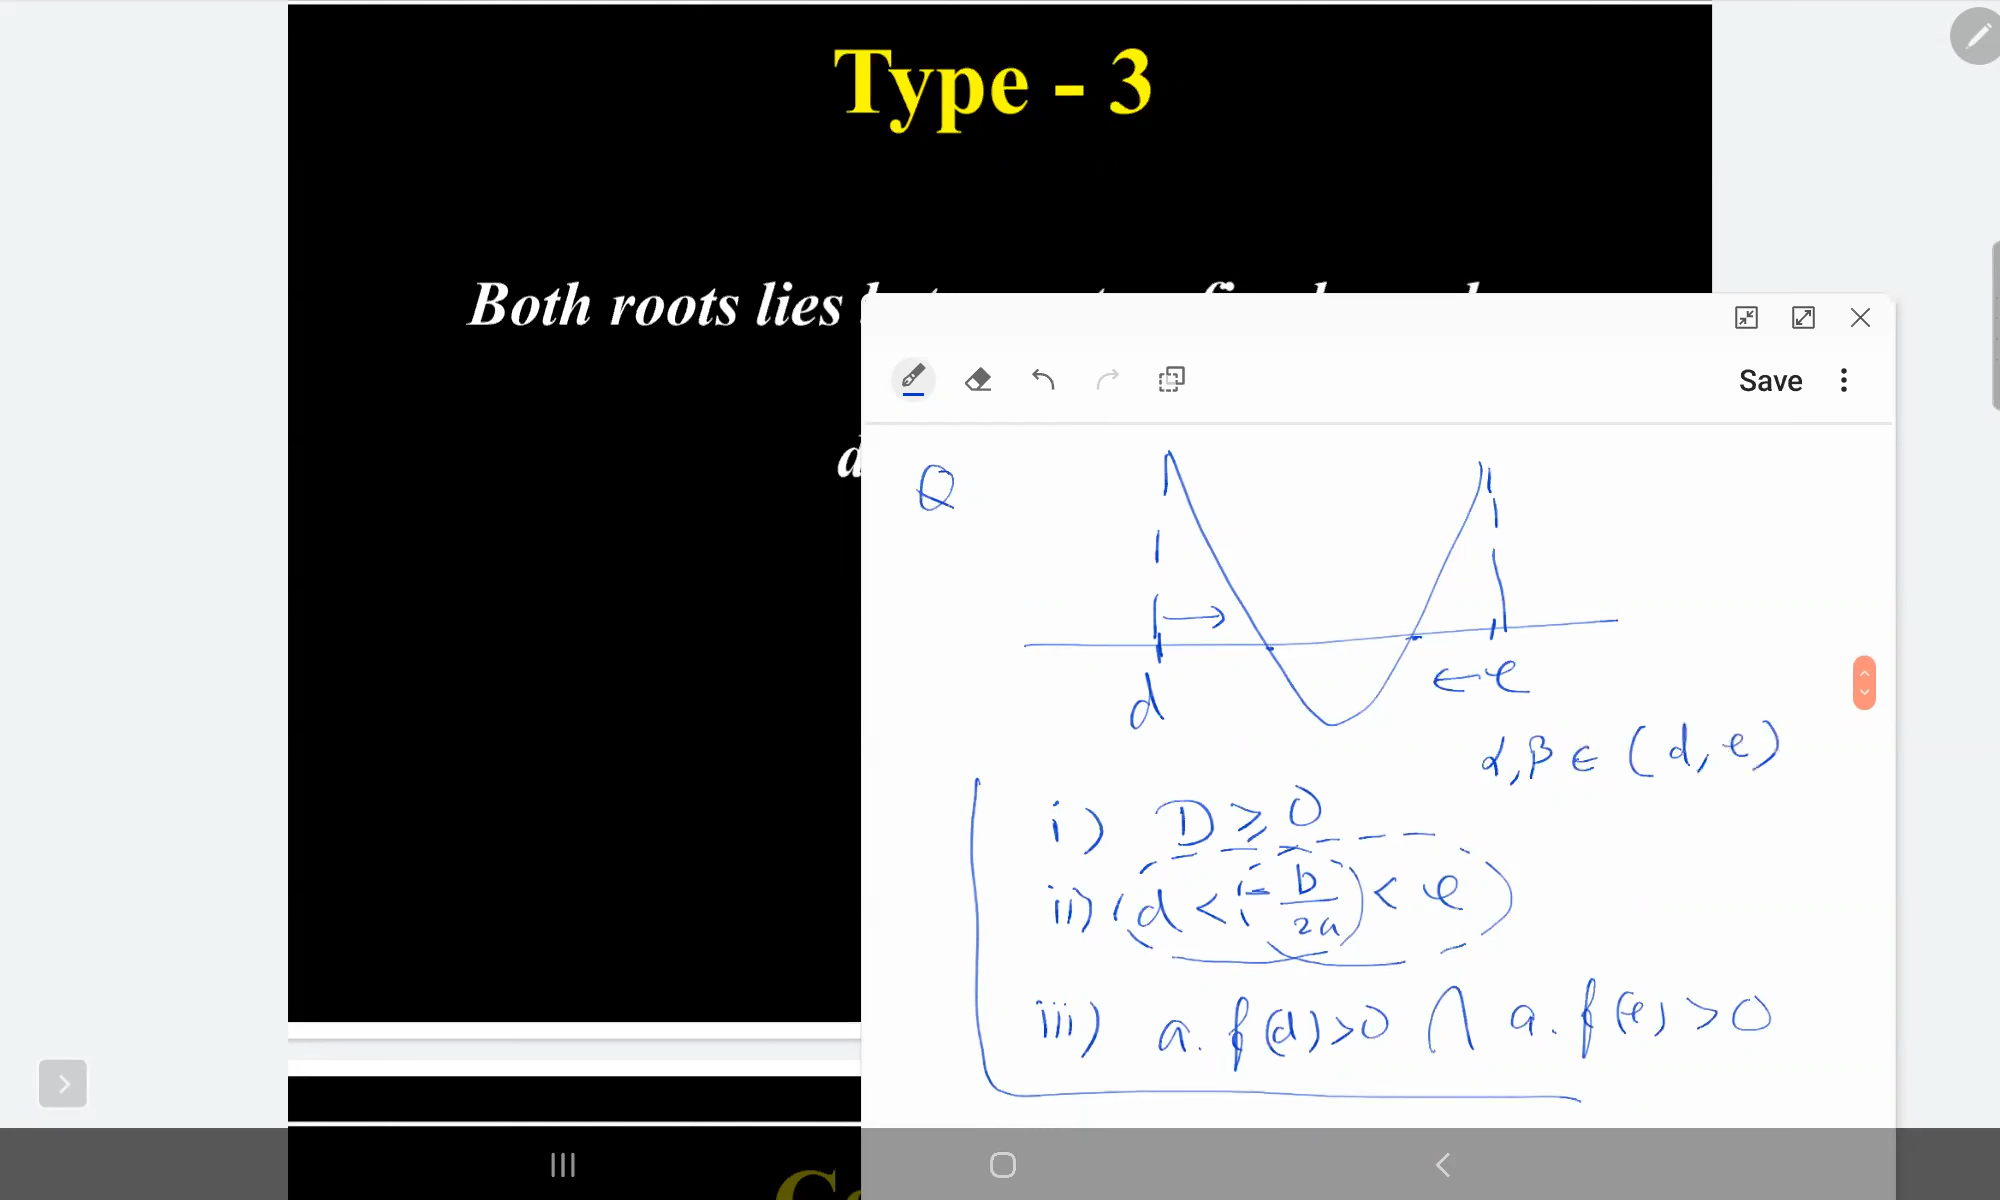 Type - 3
Both roots lies
d
Save
Q
d
e
α, β ∈ (d, e)
i) D ≥ 0
ii) d < (-b/2a) < e
iii) a.f(d)>0 ∩ a.f(e)>0